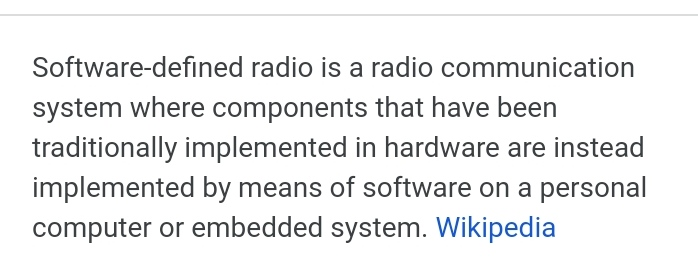 Software-defined radio is a radio communication
system where components that have been
traditionally implemented in hardware are instead
implemented by means of software on a personal
computer or embedded system. Wikipedia